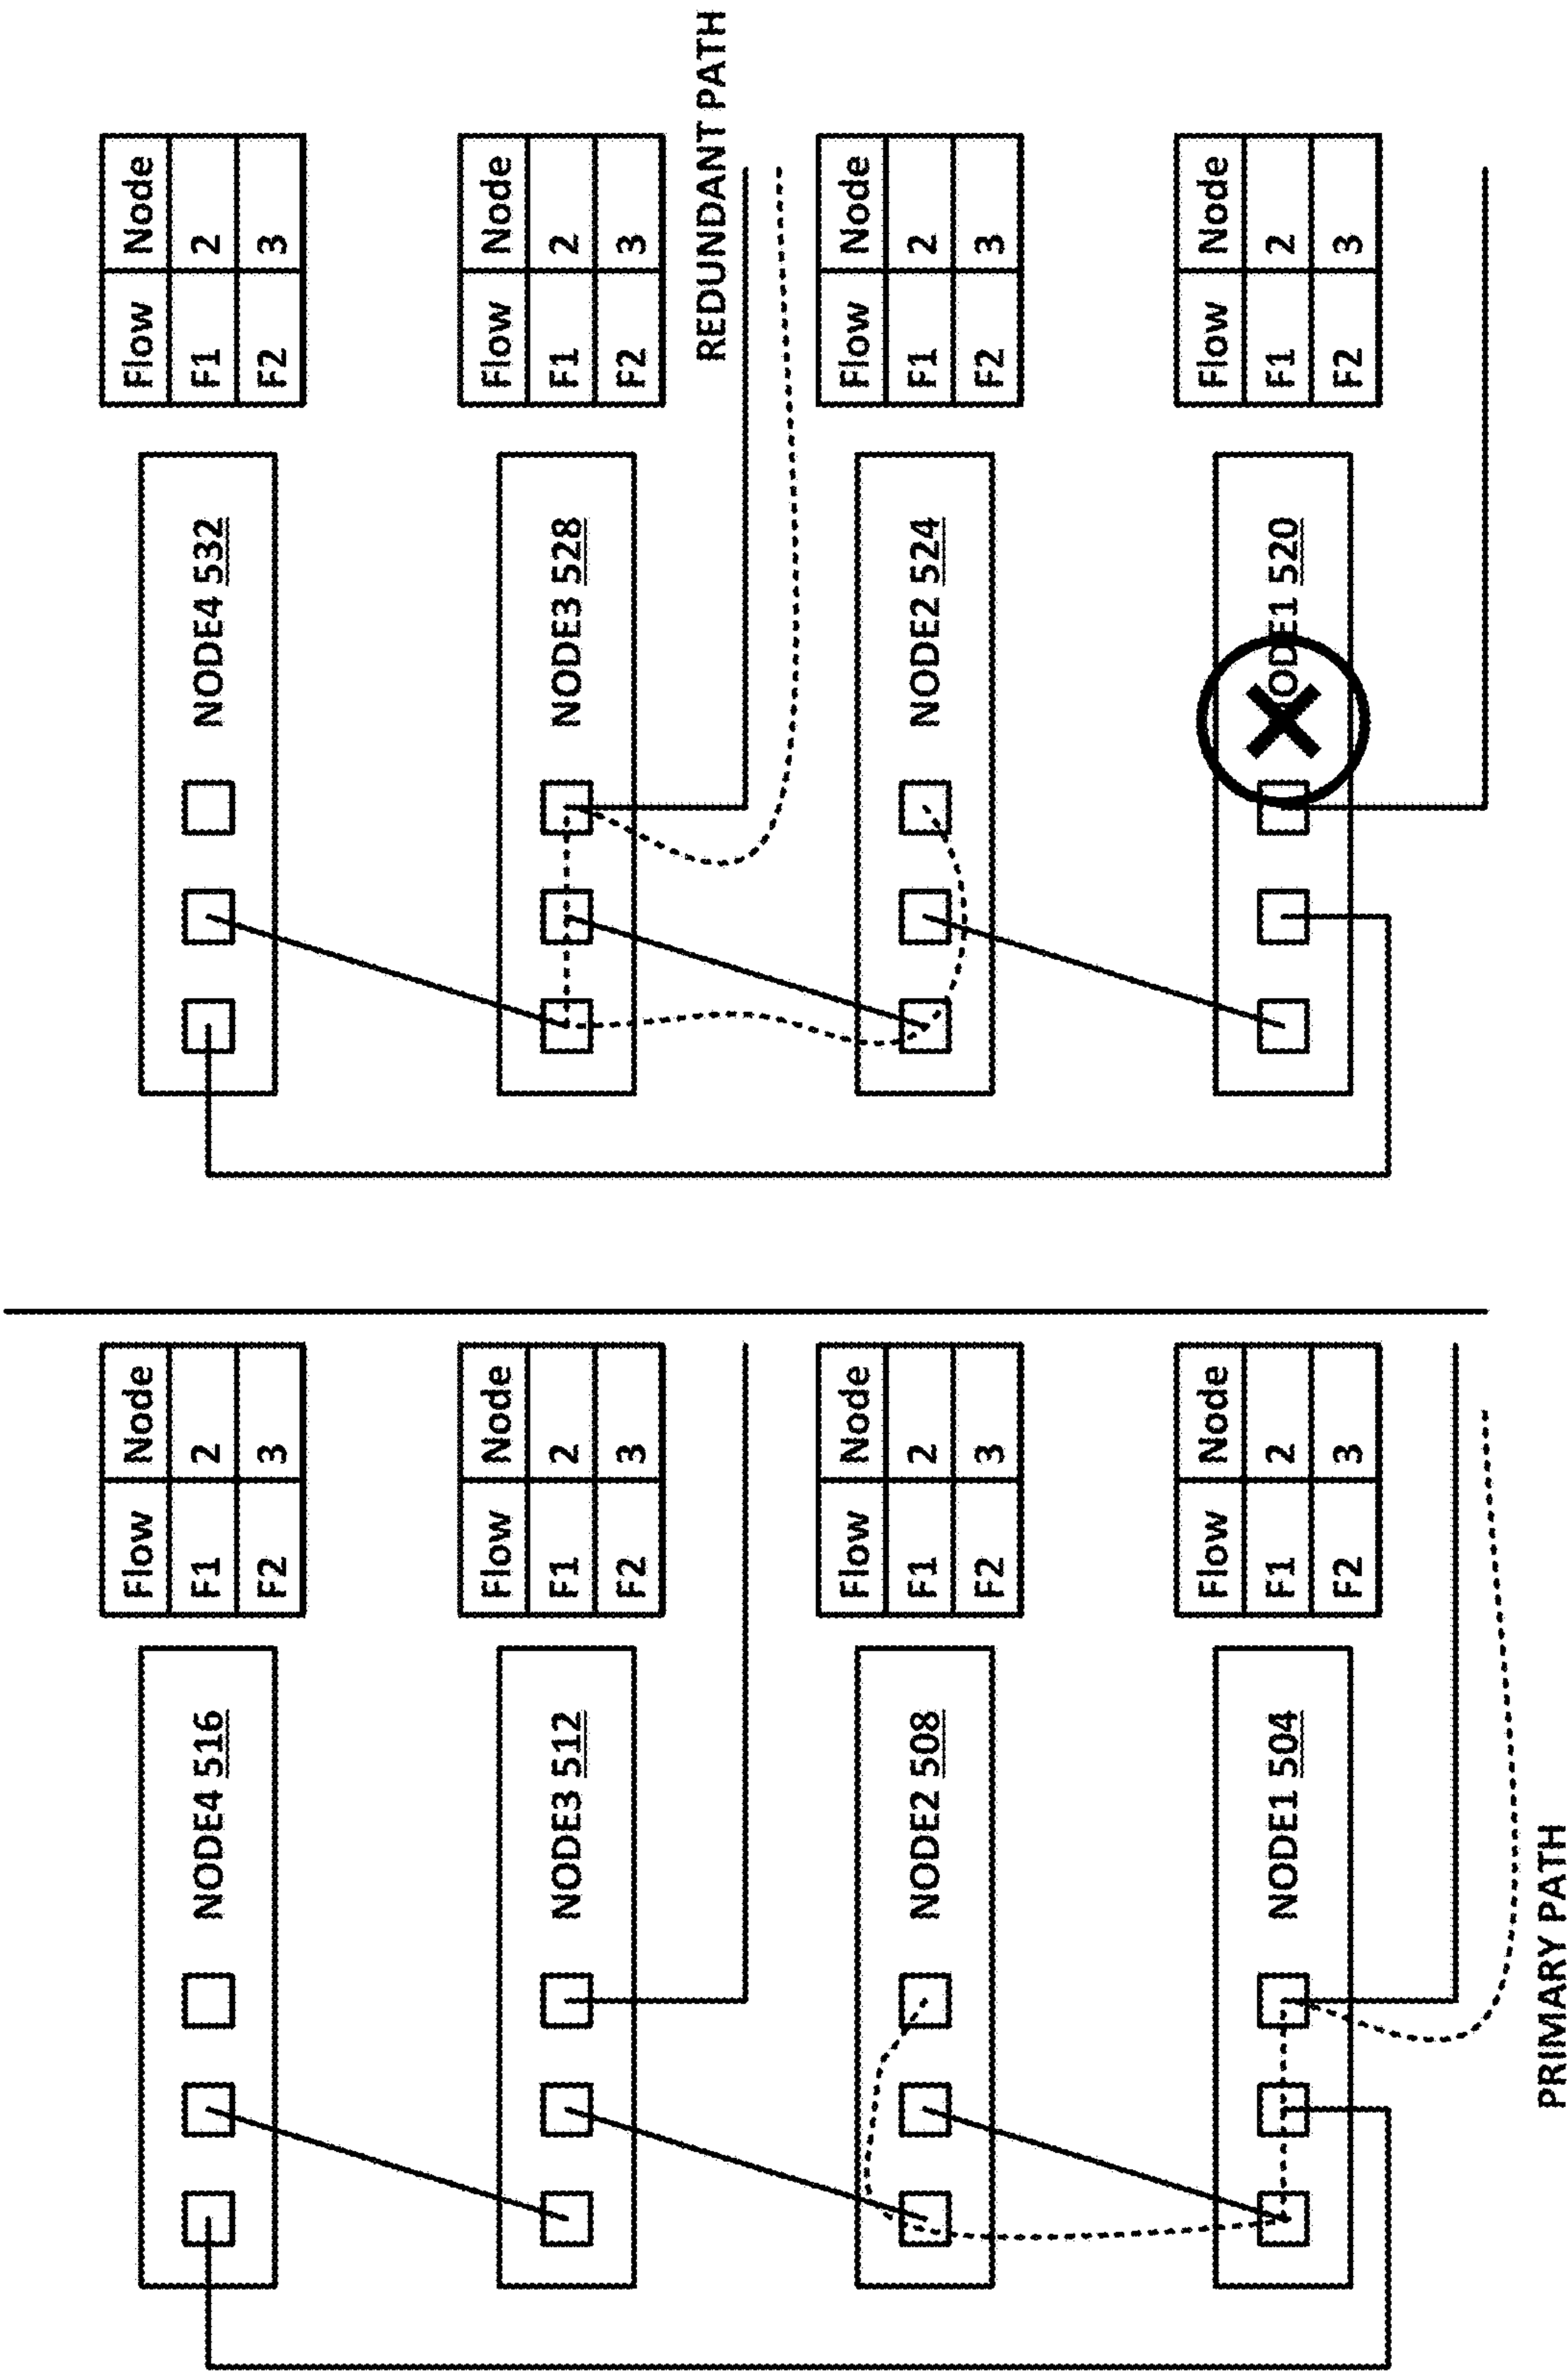 NODE4 516
Flow Node
F1 2
F2 3
NODE3 512
Flow Node
F1 2
F2 3
NODE2 508
Flow Node
F1 2
F2 3
NODE1 504
Flow Node
F1 2
F2 3
PRIMARY PATH
NODE4 532
Flow Node
F1 2
F2 3
NODE3 528
Flow Node
F1 2
F2 3
REDUNDANT PATH
NODE2 524
Flow Node
F1 2
F2 3
NODE1 520
Flow Node
F1 2
F2 3